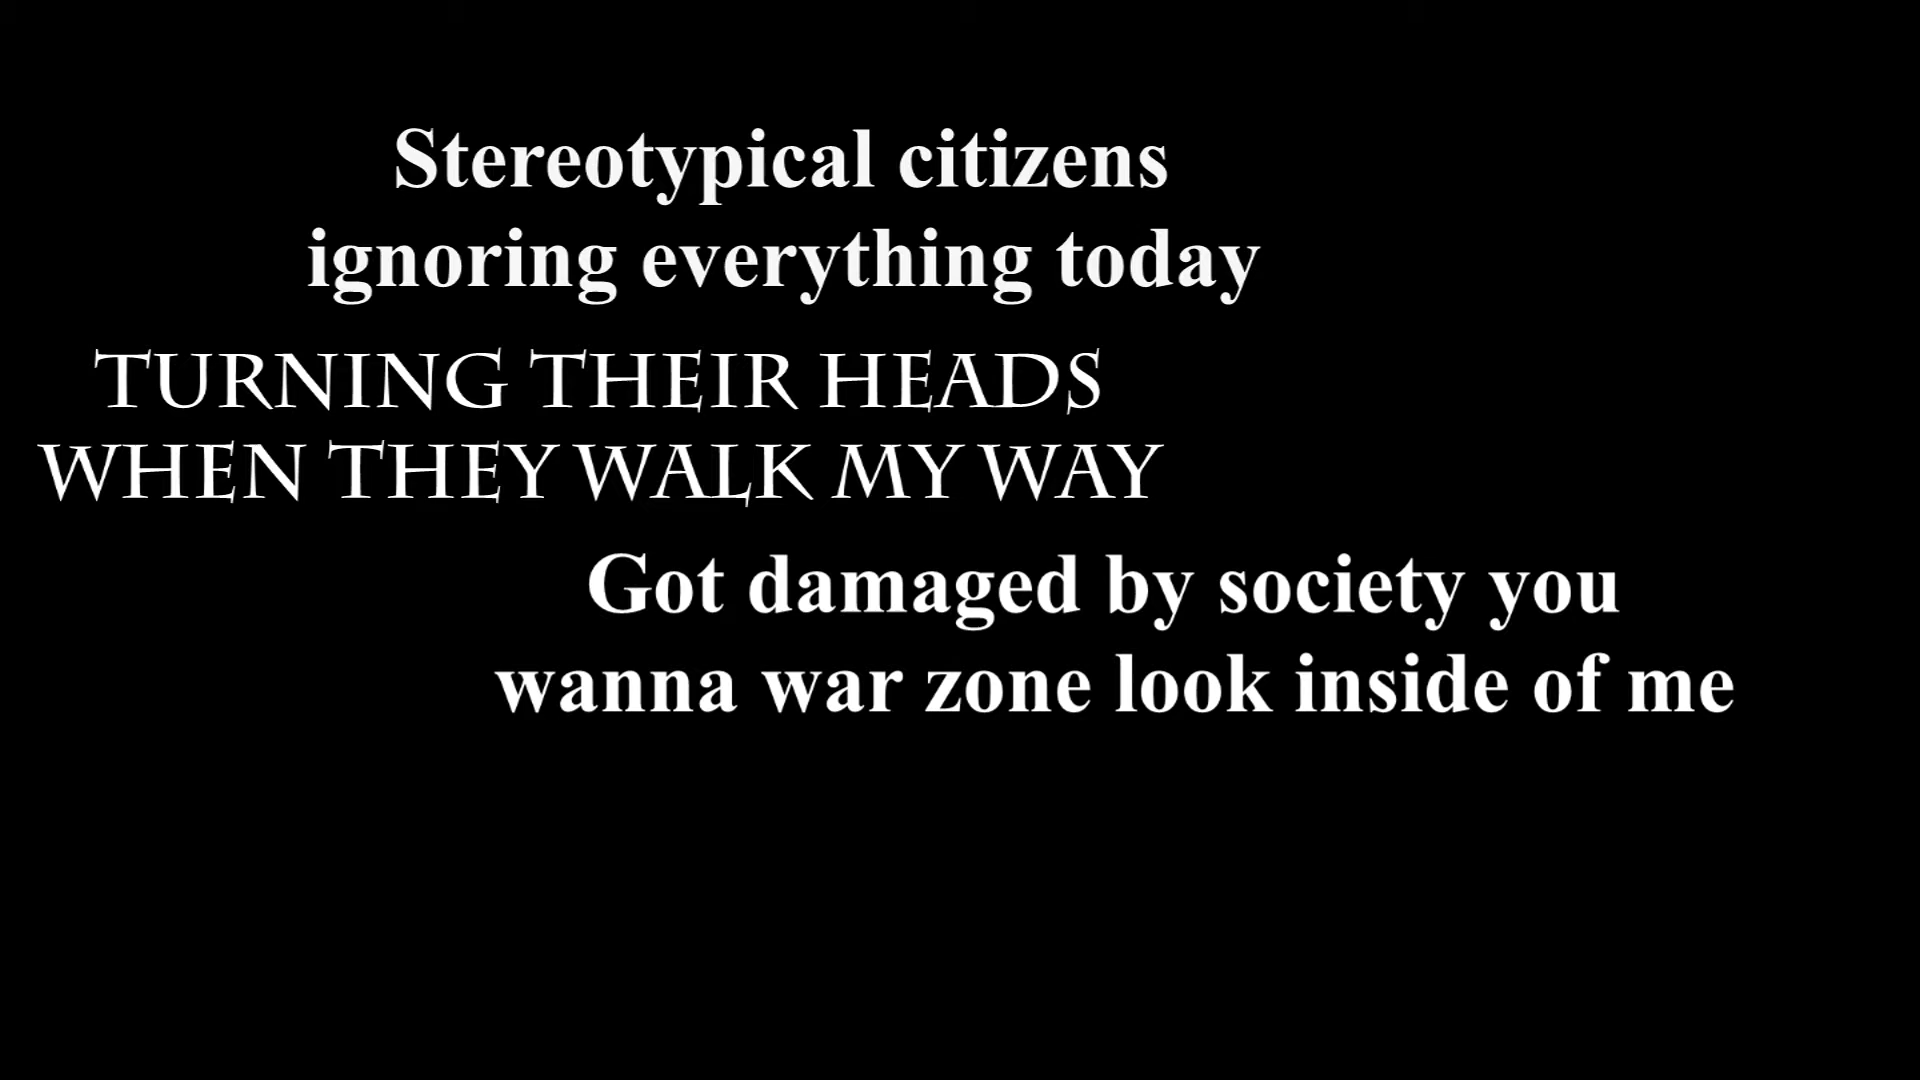 Stereotypical citizens
ignoring everything today
TURNING THEIR HEADS
WHEN THEY WALK MY WAY
Got damaged by society you
wanna war zone look inside of me